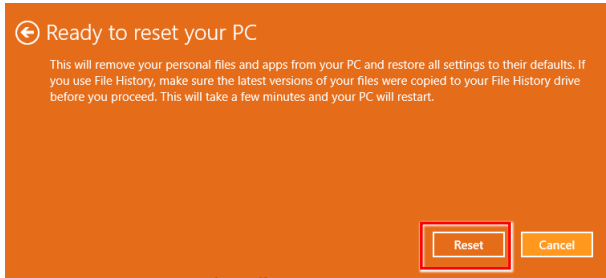 Ready to reset your PC
This will remove your personal files and apps from your PC and restore all settings to their defaults. If
you use File History, make sure the latest versions of your files were copied to your File History drive
before you proceed. This will take a few minutes and your PC will restart.
Reset
Cancel